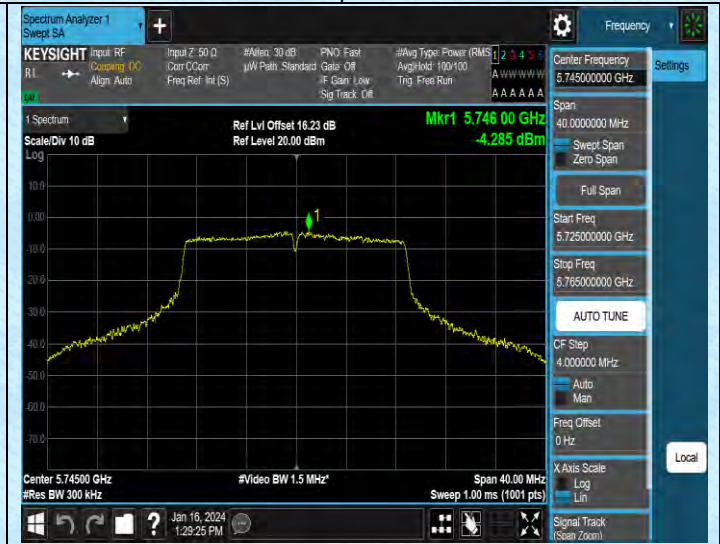 Spectrum Analyzer 1
Swept SA
+
Frequency
KEYSIGHT
RL
Input: RF
Coupling: DC
Align: Auto
Input Z: 50 Ω
Corr CCorr
Freq Ref: Int (S)
#Atten: 30 dB
µW Path: Standard
PNO: Fast
Gate: Off
IF Gain: Low
Sig Track: Off
#Avg Type: Power (RMS
Avg|Hold: 100/100
Trig: Free Run
1 2 3 4 5 6
A W W W W W
A A A A A A
1 Spectrum
Scale/Div 10 dB
Log
Ref Lvl Offset 16.23 dB
Ref Level 20.00 dBm
Mkr1 5.746 00 GHz
-4.285 dBm
10.0
0.00
-10.0
-20.0
-30.0
-40.0
-50.0
-60.0
-70.0
1
Center 5.74500 GHz
#Res BW 300 kHz
#Video BW 1.5 MHz*
Span 40.00 MHz
Sweep 1.00 ms (1001 pts)
?
Jan 16, 2024
1:29:25 PM
Center Frequency
5.745000000 GHz
Settings
Span
40.0000000 MHz
Swept Span
Zero Span
Full Span
Start Freq
5.725000000 GHz
Stop Freq
5.765000000 GHz
AUTO TUNE
CF Step
4.000000 MHz
Auto
Man
Freq Offset
0 Hz
X Axis Scale
Log
Lin
Local
Signal Track
(Span Zoom)